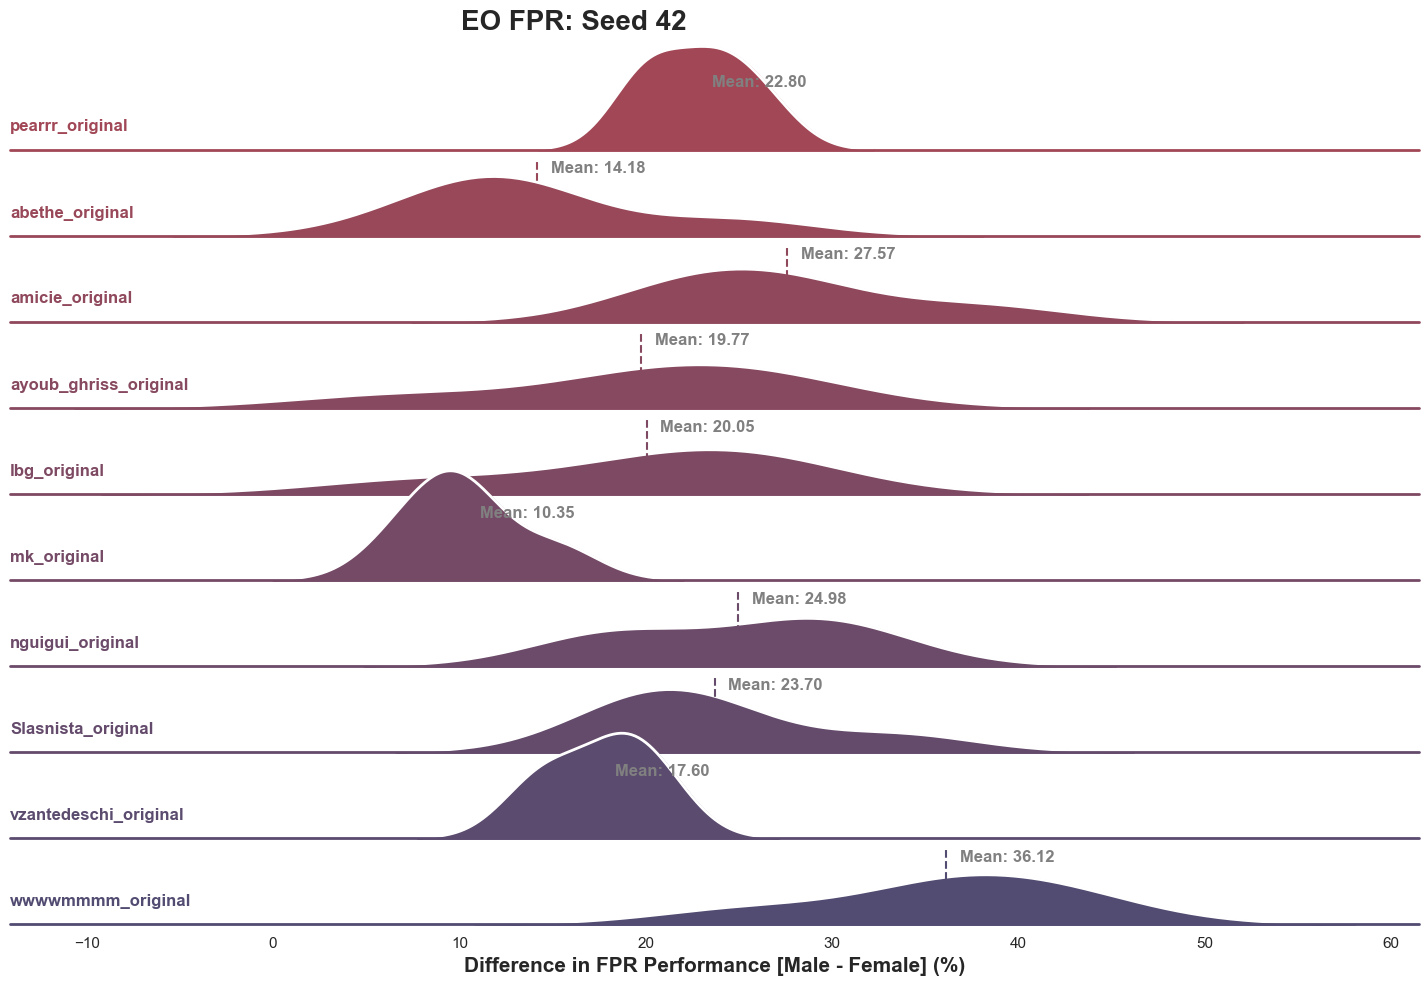 EO FPR: Seed 42
Mean: 22.80
pearrr_original
Mean: 14.18
abethe_original
Mean: 27.57
amicie_original
Mean: 19.77
ayoub_ghriss_original
Mean: 20.05
lbg_original
Mean: 10.35
mk_original
Mean: 24.98
nguigui_original
Mean: 23.70
Slasnista_original
Mean: 17.60
vzantedeschi_original
Mean: 36.12
wwwwmmmm_original
−10 0 10 20 30 40 50 60
Difference in FPR Performance [Male - Female] (%)